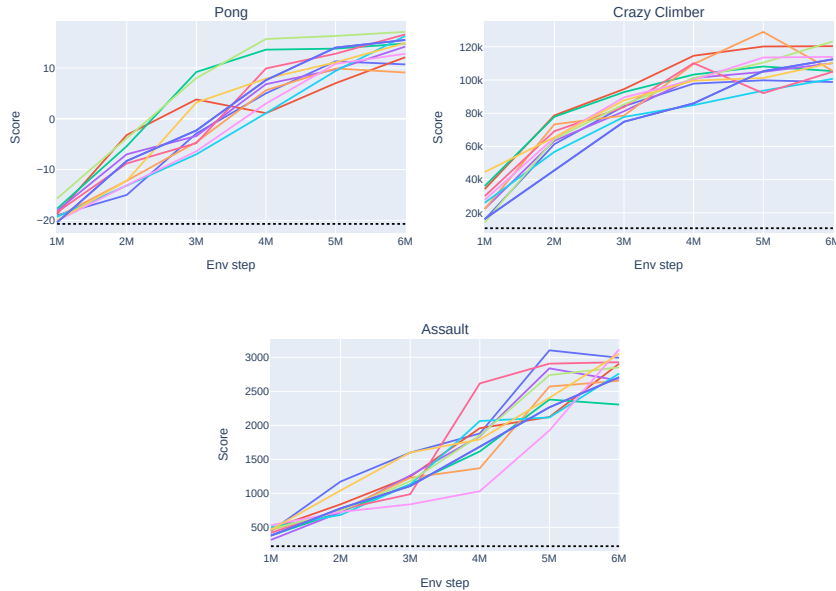 Pong
Score
10
0
−10
−20
1M 2M 3M 4M 5M 6M
Env step
Crazy Climber
Score
120k
100k
80k
60k
40k
20k
1M 2M 3M 4M 5M 6M
Env step
Assault
Score
3000
2500
2000
1500
1000
500
1M 2M 3M 4M 5M 6M
Env step